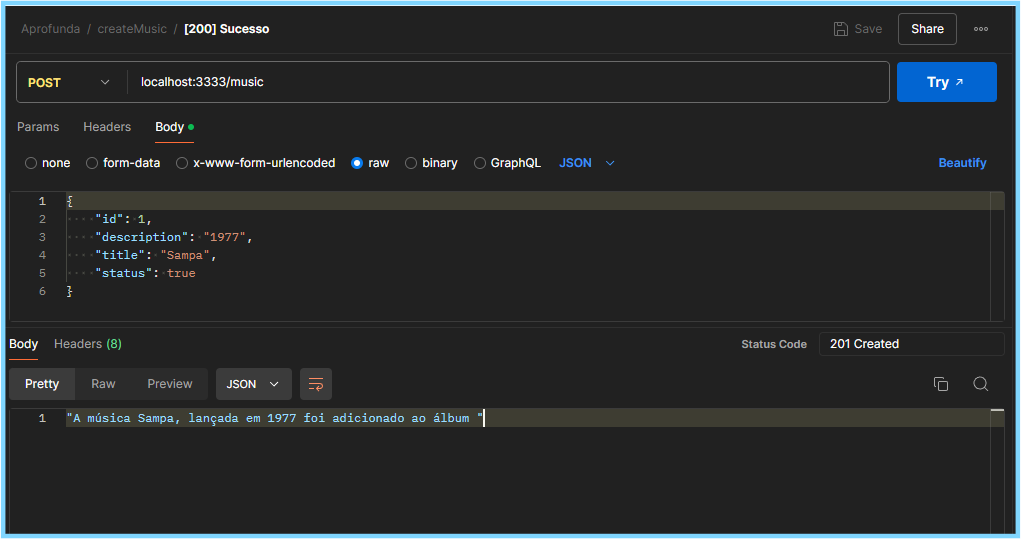 Aprofunda / createMusic / [200] Sucesso Save Share
POST localhost:3333/music Try ↗
Params Headers Body
none form-data x-www-form-urlencoded raw binary GraphQL JSON Beautify
1 {
2 "id": 1,
3 "description": "1977",
4 "title": "Sampa",
5 "status": true
6 }
Body Headers (8) Status Code 201 Created
Pretty Raw Preview JSON
1 "A música Sampa, lançada em 1977 foi adicionado ao álbum "